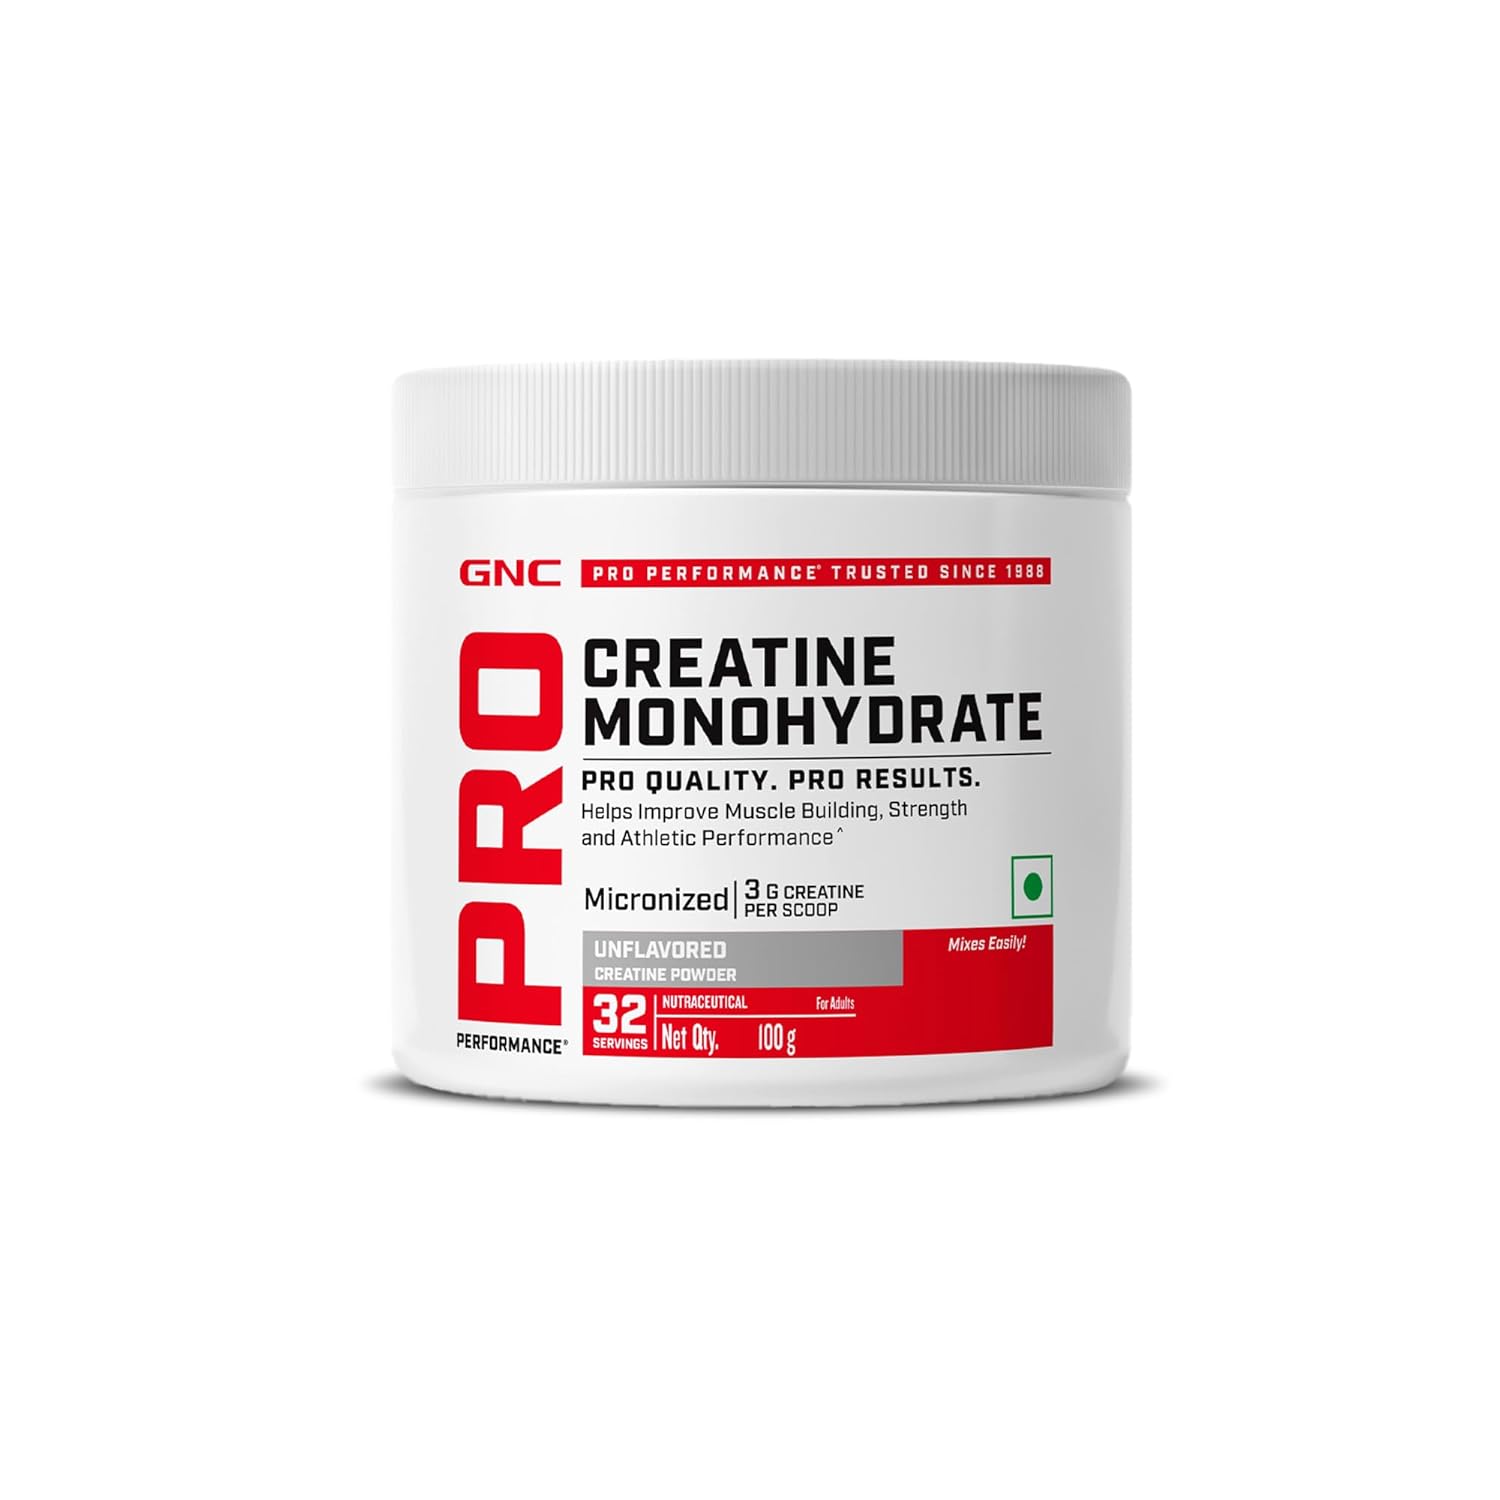 GNC
PRO PERFORMANCE® TRUSTED SINCE 1988
PRO
PERFORMANCE®
CREATINE
MONOHYDRATE
PRO QUALITY. PRO RESULTS.
Helps Improve Muscle Building, Strength
and Athletic Performance^
Micronized
3 G CREATINE
PER SCOOP
UNFLAVORED
CREATINE POWDER
Mixes Easily!
32
SERVINGS
NUTRACEUTICAL For Adults
Net Qty. 100 g